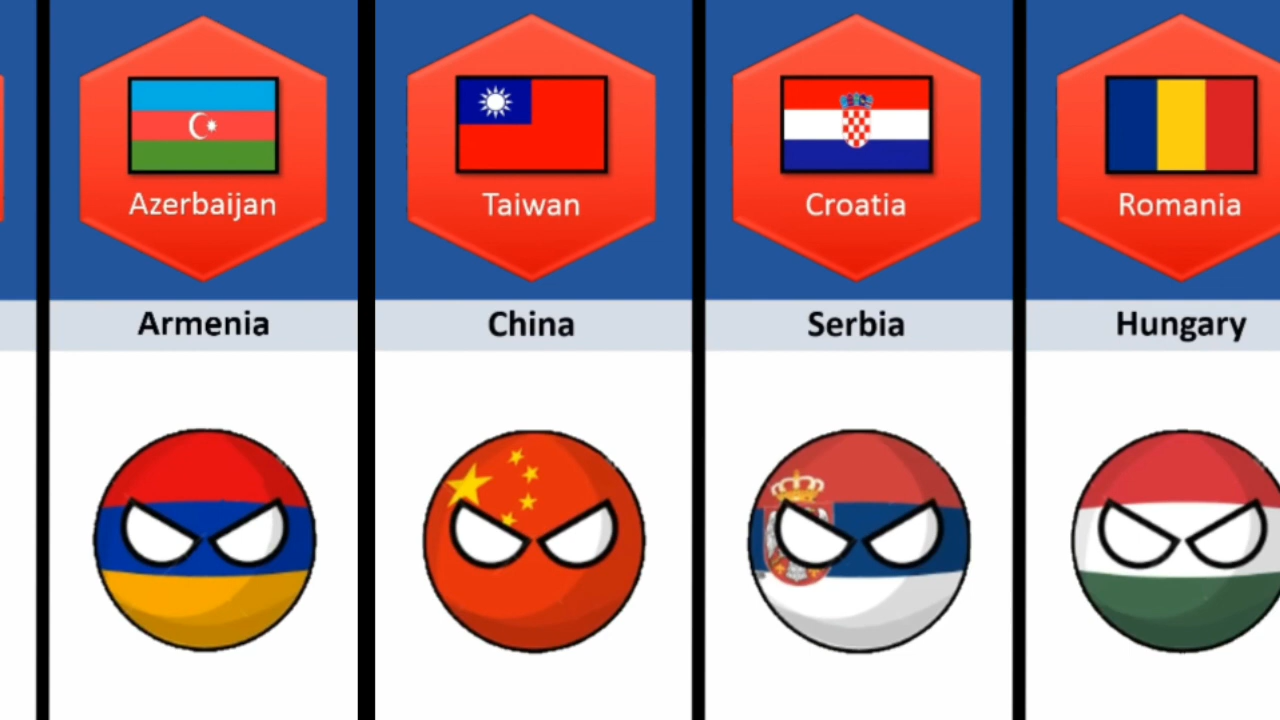 Azerbaijan
Armenia
Taiwan
China
Croatia
Serbia
Romania
Hungary